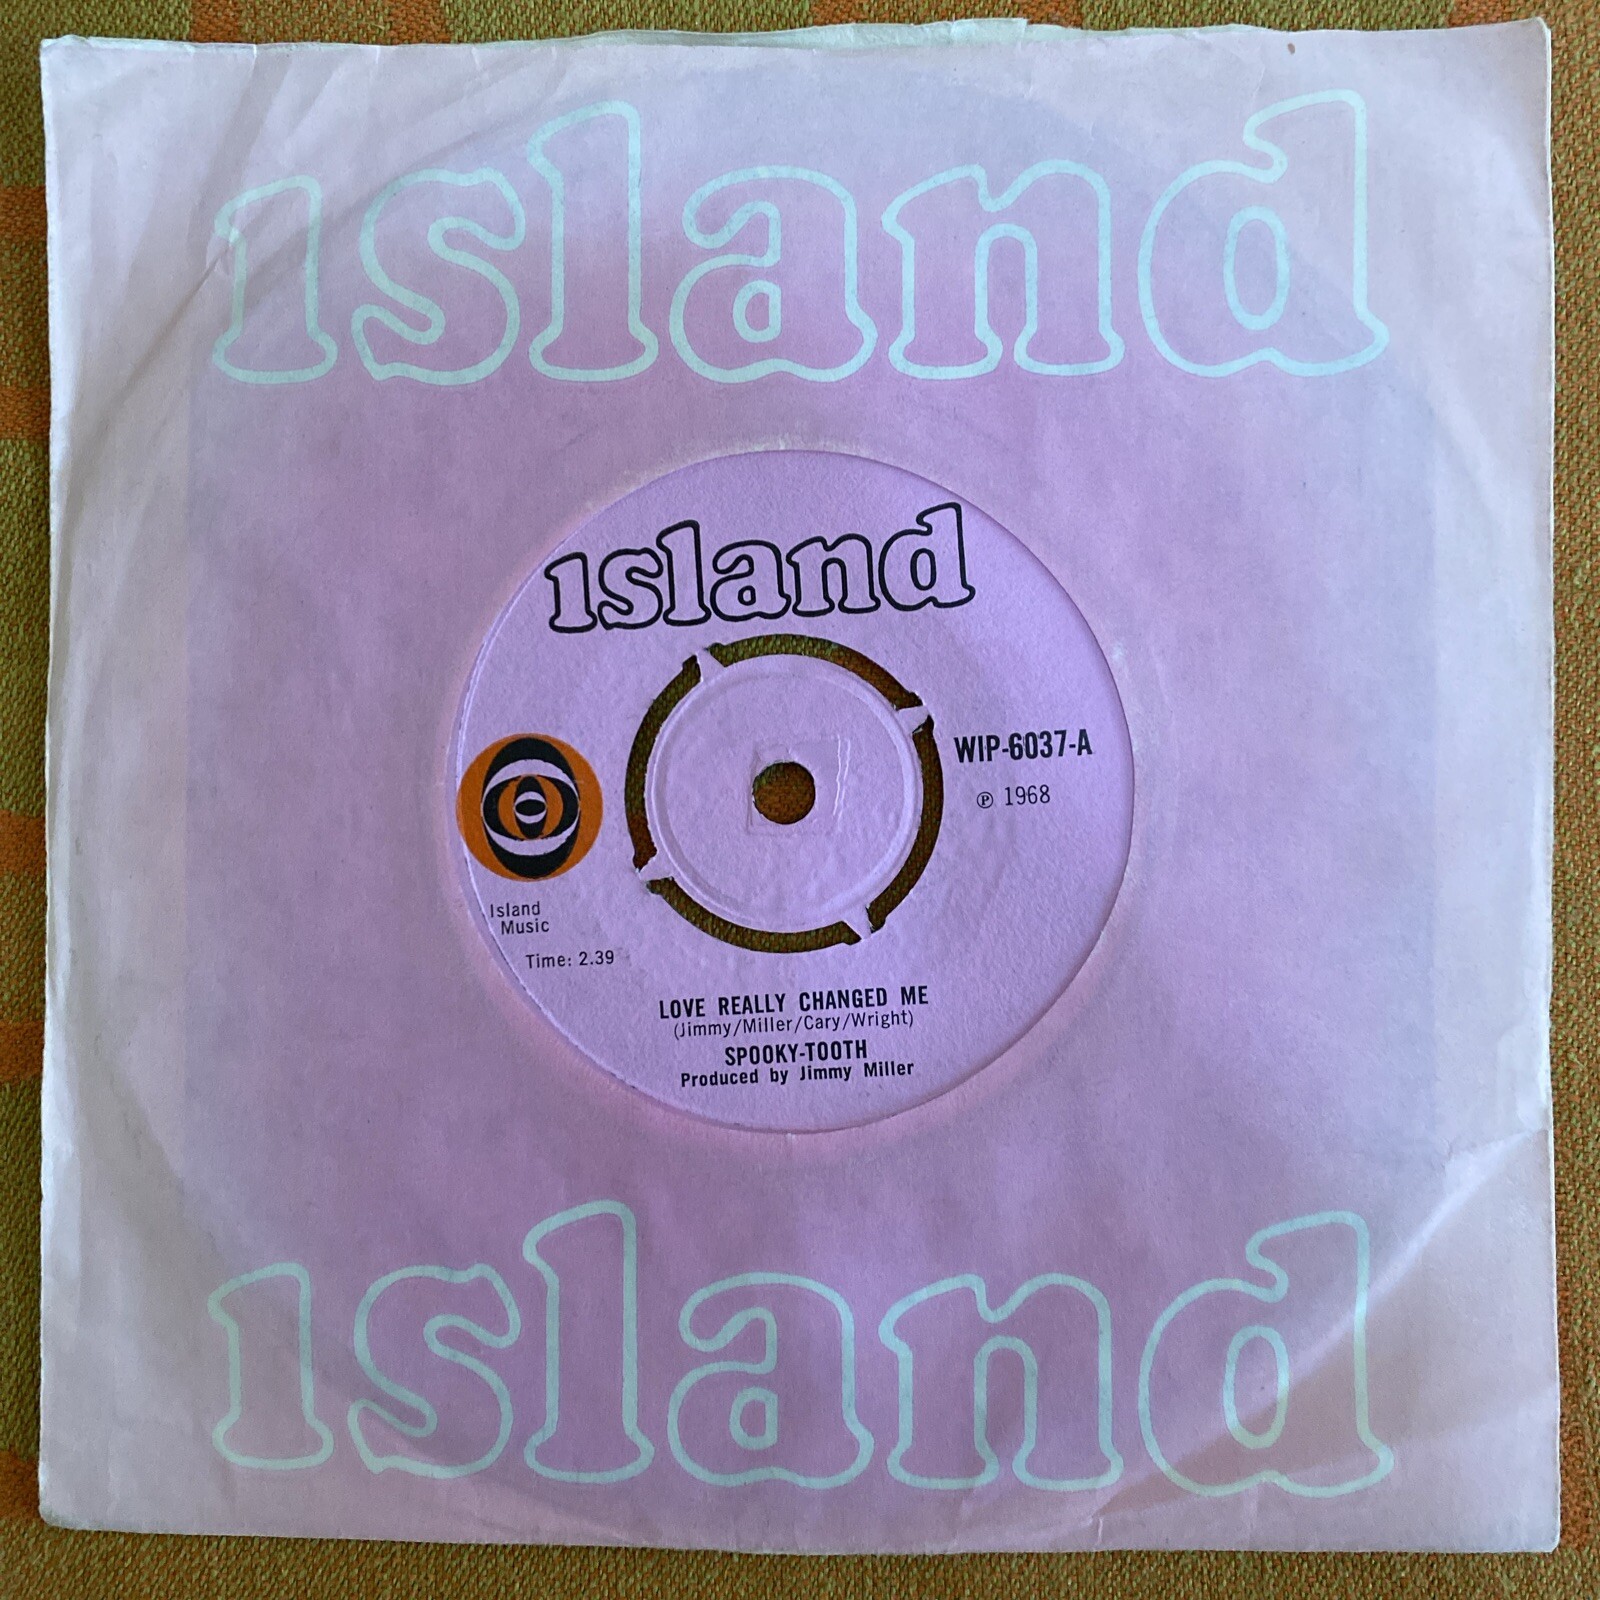 island
island
WIP-6037-A
℗ 1968
Island
Music
Time: 2.39
LOVE REALLY CHANGED ME
(Jimmy/Miller/Cary/Wright)
SPOOKY-TOOTH
Produced by Jimmy Miller
island